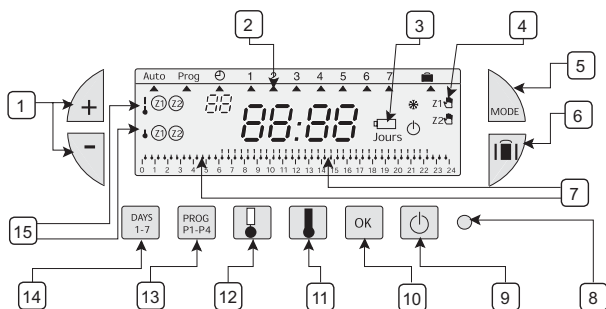 2 3 4
Auto Prog 1 2 3 4 5 6 7
1 + Z1 Z2 88 88:88 Z1 MODE 5
- Z1 Z2 Jours Z2 6
0 1 2 3 4 5 6 7 8 9 10 11 12 13 14 15 16 17 18 19 20 21 22 23 24
7
15
DAYS 1-7
PROG P1-P4
OK
14 13 12 11 10 9 8